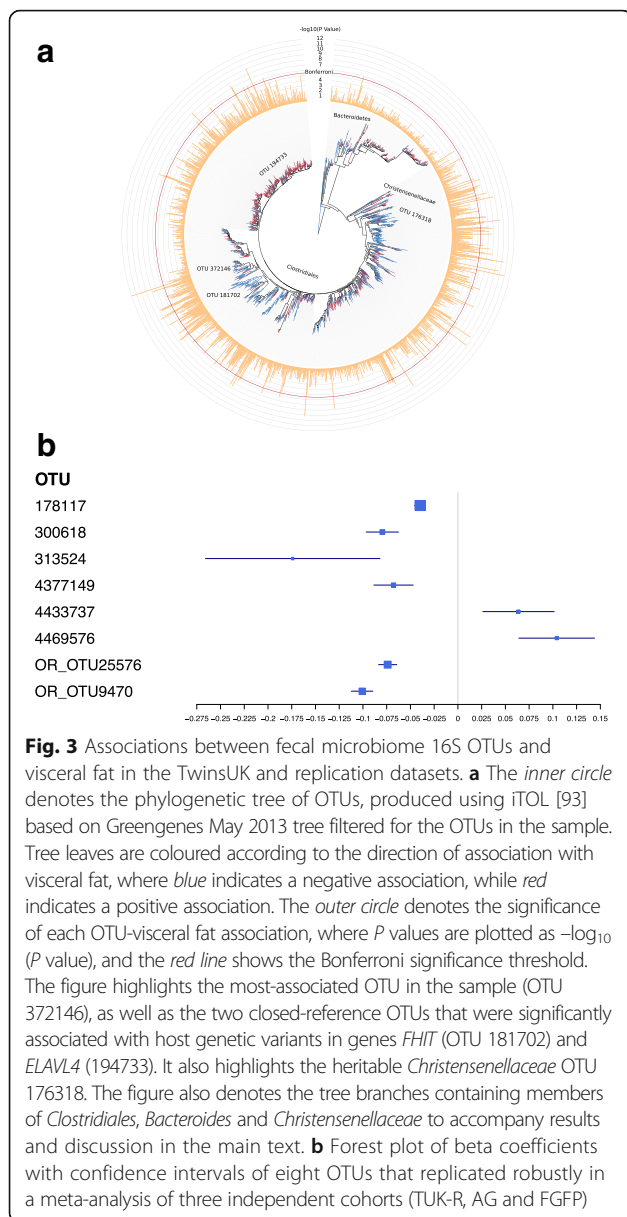 a
-log10(P Value)
12
11
10
9
8
7
Bonferroni
4
3
2
1
Bacteroidetes
Christensenellaceae
OTU 178318
OTU 194733
OTU 372146
OTU 181702
Clostridiales
b
OTU
178117
300618
313524
4377149
4433737
4469576
OR_OTU25576
OR_OTU9470
−0.275 −0.25 −0.225 −0.2 −0.175 −0.15 −0.125 −0.1 −0.075 −0.05 −0.025 0 0.025 0.05 0.075 0.1 0.125 0.15
Fig. 3 Associations between fecal microbiome 16S OTUs and
visceral fat in the TwinsUK and replication datasets. a The inner circle
denotes the phylogenetic tree of OTUs, produced using iTOL [93]
based on Greengenes May 2013 tree filtered for the OTUs in the sample.
Tree leaves are coloured according to the direction of association with
visceral fat, where blue indicates a negative association, while red
indicates a positive association. The outer circle denotes the significance
of each OTU-visceral fat association, where P values are plotted as –log10
(P value), and the red line shows the Bonferroni significance threshold.
The figure highlights the most-associated OTU in the sample (OTU
372146), as well as the two closed-reference OTUs that were significantly
associated with host genetic variants in genes FHIT (OTU 181702) and
ELAVL4 (194733). It also highlights the heritable Christensenellaceae OTU
176318. The figure also denotes the tree branches containing members
of Clostridiales, Bacteroides and Christensenellaceae to accompany results
and discussion in the main text. b Forest plot of beta coefficients
with confidence intervals of eight OTUs that replicated robustly in
a meta-analysis of three independent cohorts (TUK-R, AG and FGFP)